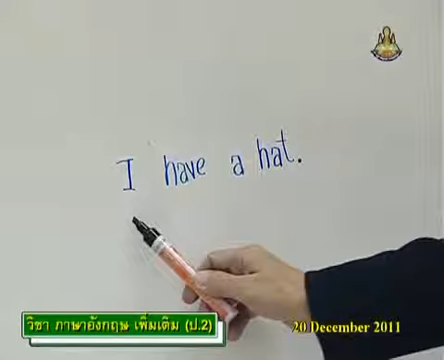 I have a hat.
วิชา ภาษาอังกฤษ เพิ่มเติม (ป.2)
20 December 2011